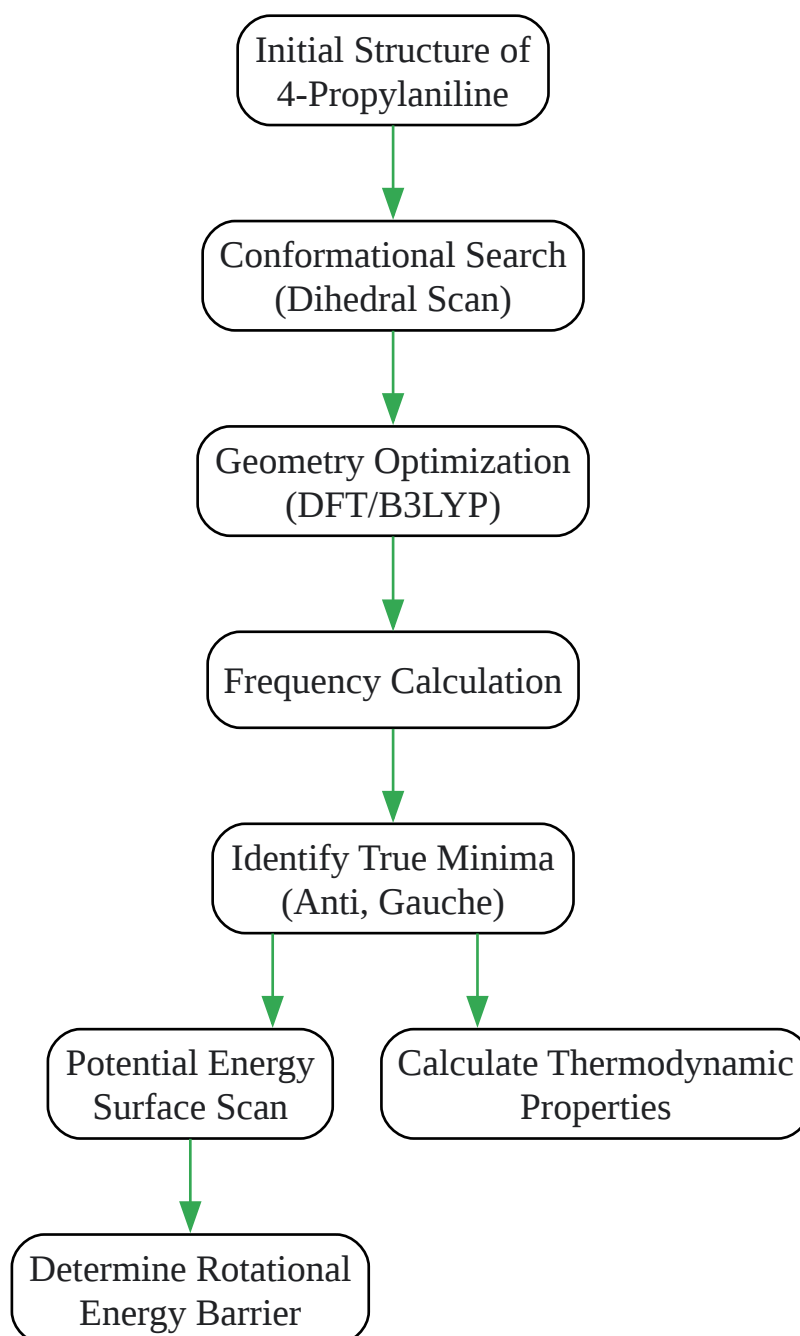 Initial Structure of
4-Propylaniline
Conformational Search
(Dihedral Scan)
Geometry Optimization
(DFT/B3LYP)
Frequency Calculation
Identify True Minima
(Anti, Gauche)
Potential Energy
Surface Scan
Calculate Thermodynamic
Properties
Determine Rotational
Energy Barrier